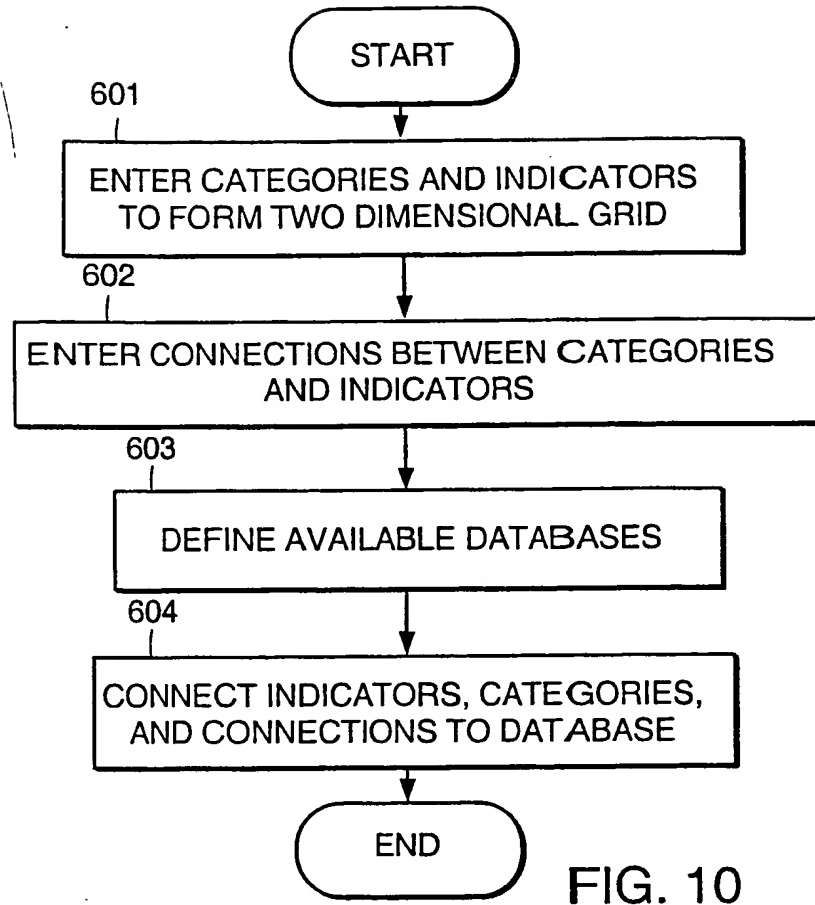 START
601
ENTER CATEGORIES AND INDICATORS
TO FORM TWO DIMENSIONAL GRID
602
ENTER CONNECTIONS BETWEEN CATEGORIES
AND INDICATORS
603
DEFINE AVAILABLE DATABASES
604
CONNECT INDICATORS, CATEGORIES,
AND CONNECTIONS TO DATABASE
END
FIG. 10